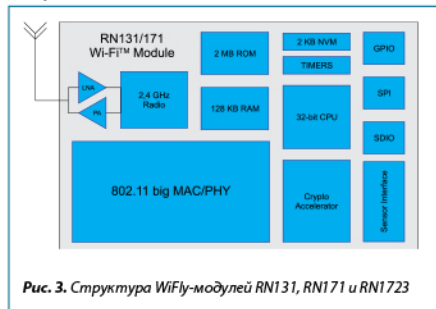 RN131/171
Wi-Fi™ Module
LNA
PA
2,4 GHz
Radio
2 MB ROM
128 KB RAM
2 KB NVM
TIMERS
32-bit CPU
GPIO
SPI
SDIO
802.11 big MAC/PHY
Crypto
Accelerator
Sensor Interface
Рис. 3. Структура WiFly-модулей RN131, RN171 и RN1723